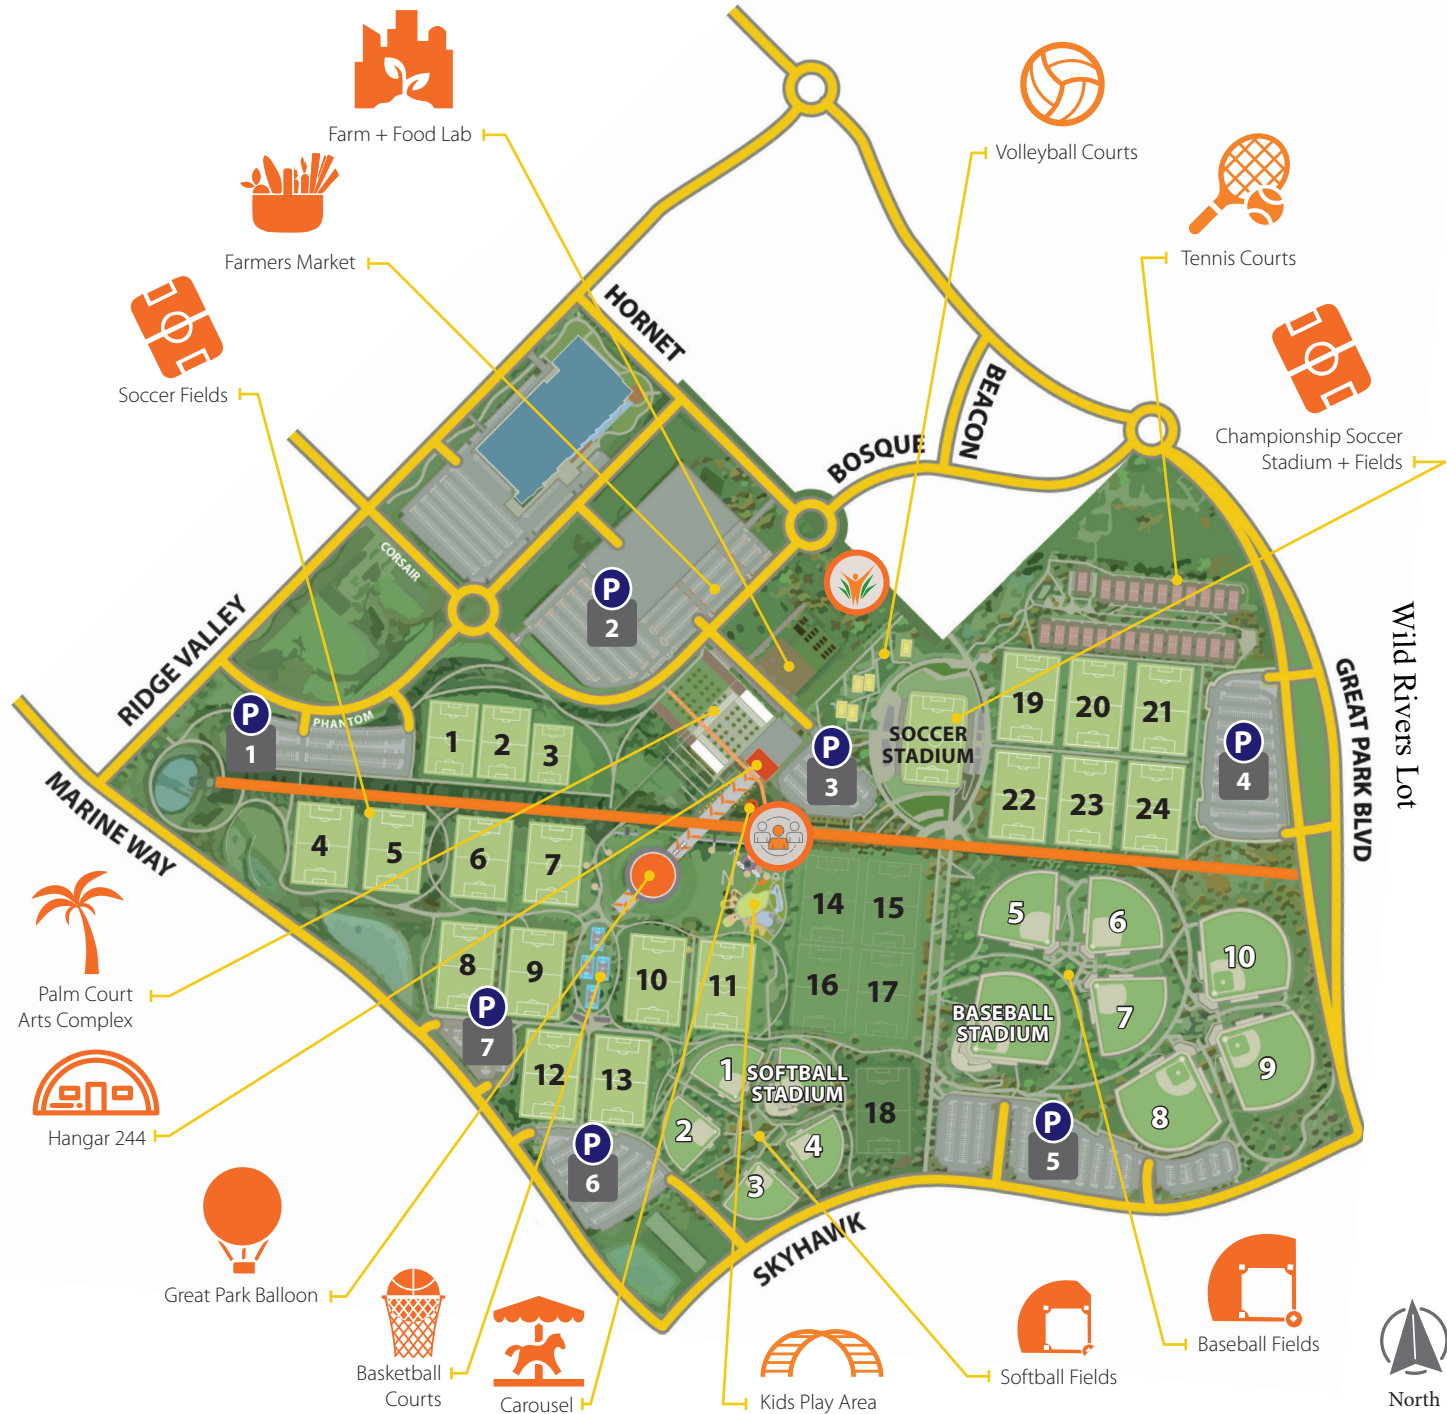 Farm + Food Lab
Volleyball Courts
Farmers Market
Tennis Courts
HORNET
Soccer Fields
BEACON
Championship Soccer
Stadium + Fields
BOSQUE
CORSAIR
P
2
RIDGE VALLEY
Wild Rivers Lot
GREAT PARK BLVD
P
1
PHANTOM
1
2
3
P
3
SOCCER
STADIUM
19
20
21
P
4
22
23
24
MARINE WAY
4
5
6
7
14
15
5
6
10
8
9
10
11
16
17
7
BASEBALL
STADIUM
Palm Court
Arts Complex
P
7
12
13
1
SOFTBALL
STADIUM
18
9
8
2
4
3
P
5
P
6
Hangar 244
SKYHAWK
Great Park Balloon
Basketball
Courts
Carousel
Kids Play Area
Softball Fields
Baseball Fields
North